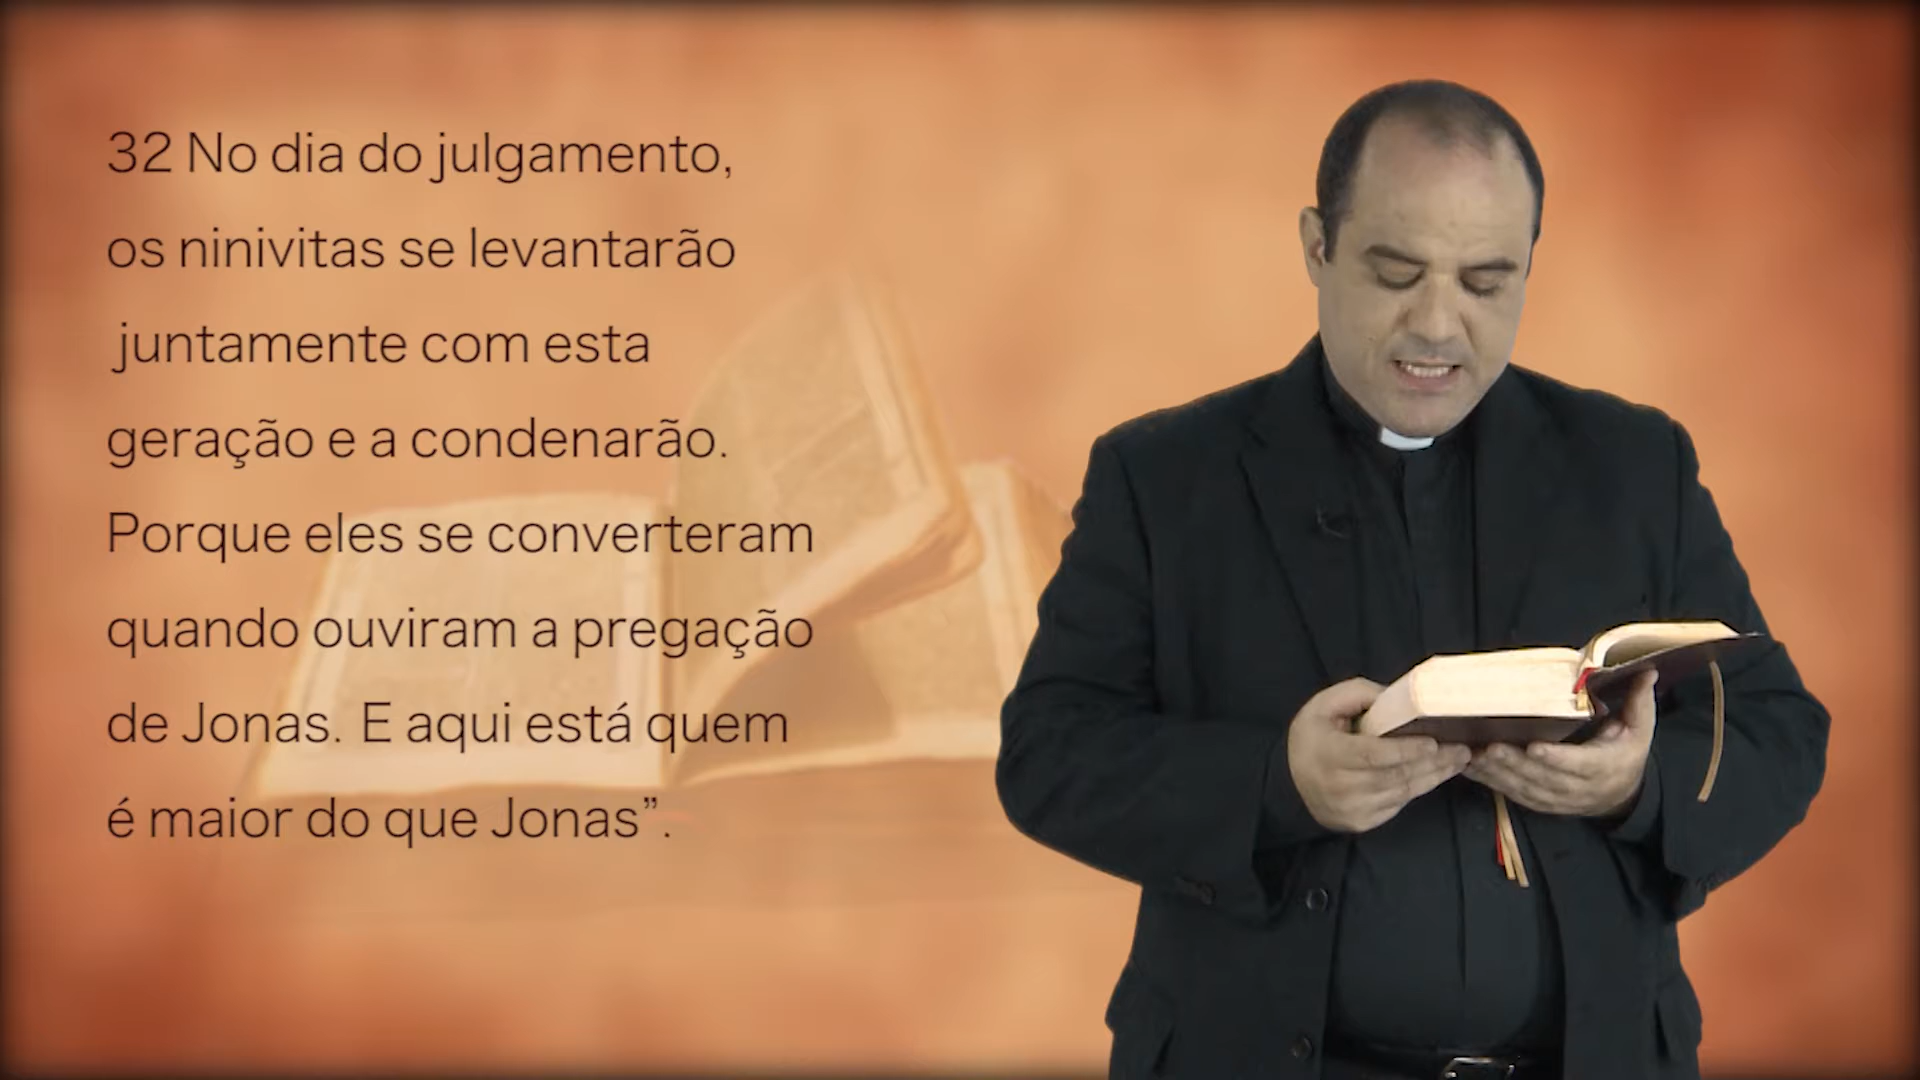 32 No dia do julgamento,
os ninivitas se levantarão
juntamente com esta
geração e a condenarão.
Porque eles se converteram
quando ouviram a pregação
de Jonas. E aqui está quem
é maior do que Jonas”.